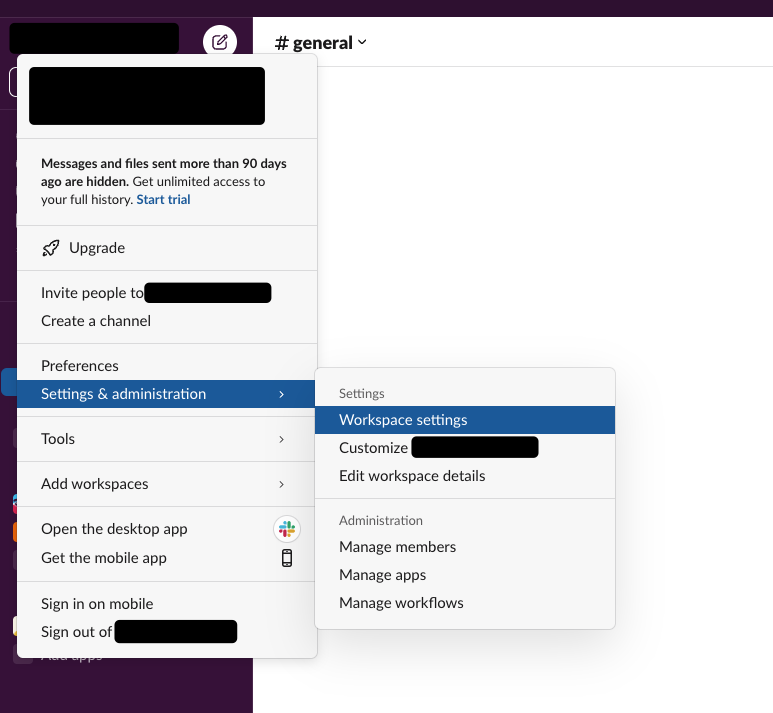 # general
Messages and files sent more than 90 days
ago are hidden. Get unlimited access to
your full history. Start trial
Upgrade
Invite people to
Create a channel
Preferences
Settings & administration
Settings
Workspace settings
Customize
Edit workspace details
Administration
Manage members
Manage apps
Manage workflows
Tools
Add workspaces
Open the desktop app
Get the mobile app
Sign in on mobile
Sign out of
Add apps